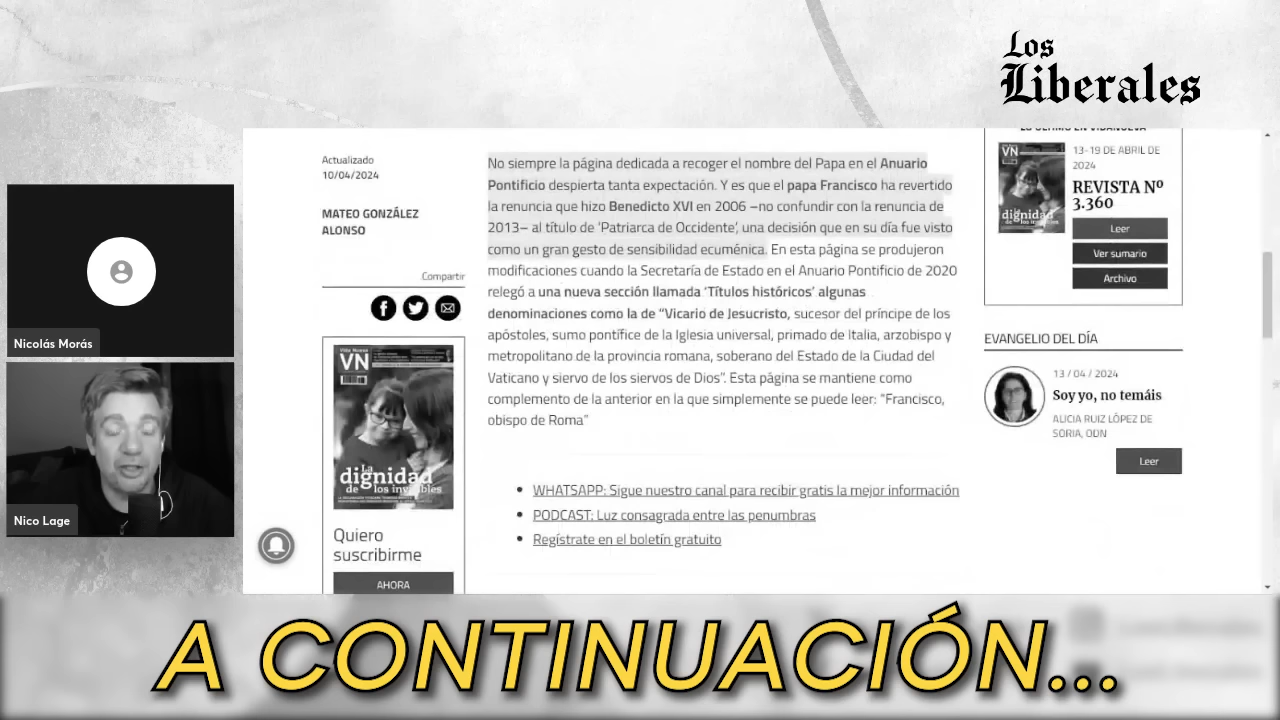 Los
Liberales
Nicolás Morás
Nico Lage
Actualizado
10/04/2024
MATEO GONZÁLEZ
ALONSO
Compartir
VN
La
dignidad
de los invisibles
Quiero
suscribirme
AHORA
No siempre la página dedicada a recoger el nombre del Papa en el Anuario
Pontificio despierta tanta expectación. Y es que el papa Francisco ha revertido
la renuncia que hizo Benedicto XVI en 2006 –no confundir con la renuncia de
2013– al título de ‘Patriarca de Occidente’, una decisión que en su día fue visto
como un gran gesto de sensibilidad ecuménica. En esta página se produjeron
modificaciones cuando la Secretaría de Estado en el Anuario Pontificio de 2020
relegó a una nueva sección llamada ‘Títulos históricos’ algunas
denominaciones como la de “Vicario de Jesucristo, sucesor del príncipe de los
apóstoles, sumo pontífice de la Iglesia universal, primado de Italia, arzobispo y
metropolitano de la provincia romana, soberano del Estado de la Ciudad del
Vaticano y siervo de los siervos de Dios”. Esta página se mantiene como
complemento de la anterior en la que simplemente se puede leer: “Francisco,
obispo de Roma”
WHATSAPP: Sigue nuestro canal para recibir gratis la mejor información
PODCAST: Luz consagrada entre las penumbras
Regístrate en el boletín gratuito
VN
dignidad
13-19 DE ABRIL DE
2024
REVISTA Nº
3.360
Leer
Ver sumario
Archivo
EVANGELIO DEL DÍA
13 / 04 / 2024
Soy yo, no temáis
ALICIA RUIZ LÓPEZ DE
SORIA, ODN
Leer
A CONTINUACIÓN...